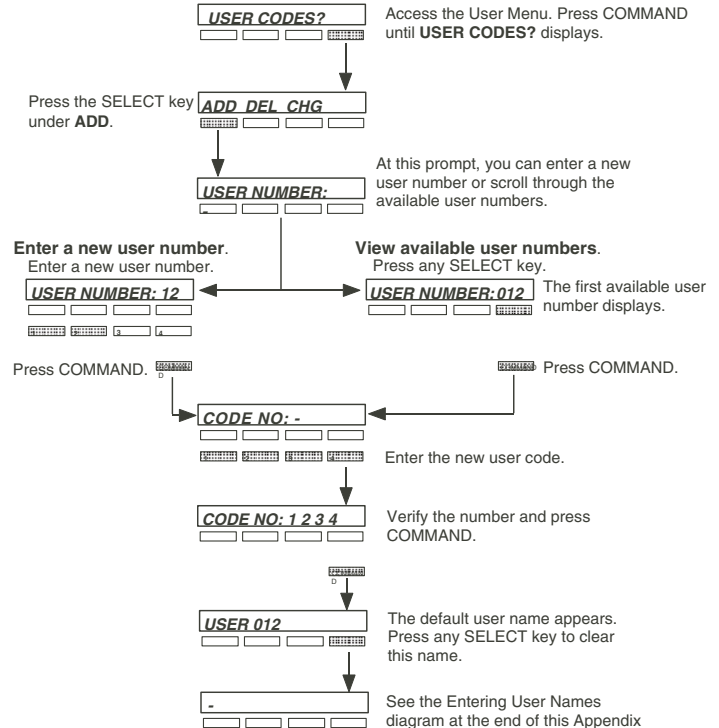 USER CODES?
Access the User Menu. Press COMMAND
until USER CODES? displays.
Press the SELECT key
under ADD.
ADD DEL CHG
At this prompt, you can enter a new
user number or scroll through the
available user numbers.
USER NUMBER:
-
Enter a new user number.
Enter a new user number.
USER NUMBER: 12
3 4
View available user numbers.
Press any SELECT key.
USER NUMBER: 012
The first available user
number displays.
Press COMMAND.
D
Press COMMAND.
CODE NO: -
Enter the new user code.
CODE NO: 1 2 3 4
Verify the number and press
COMMAND.
D
USER 012
The default user name appears.
Press any SELECT key to clear
this name.
-
See the Entering User Names
diagram at the end of this Appendix